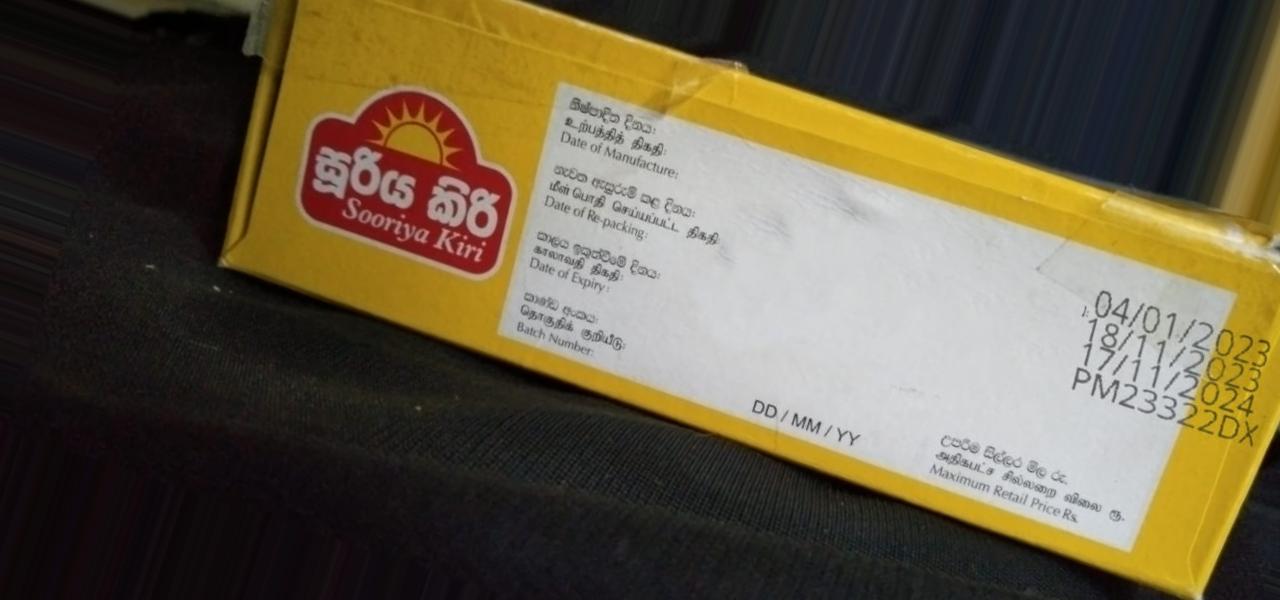 සූරිය කිරි
Sooriya Kiri
නිෂ්පාදිත දිනය:
உற்பத்தித் திகதி:
Date of Manufacture:
නැවත ඇසුරුම් කළ දිනය:
மீள் பொதி செய்யப்பட்ட திகதி:
Date of Re-packing:
කාලය ඉකුත්වීමේ දිනය:
காலாவதி திகதி:
Date of Expiry:
කාණ්ඩ අංකය:
தொகுதிக் குறியீடு:
Batch Number:
04/01/2023
18/11/2023
17/11/2024
PM23322DX
DD / MM / YY
උපරිම සිල්ලර මිල රු.
அதிகபட்ச சில்லறை விலை ரூ.
Maximum Retail Price Rs.